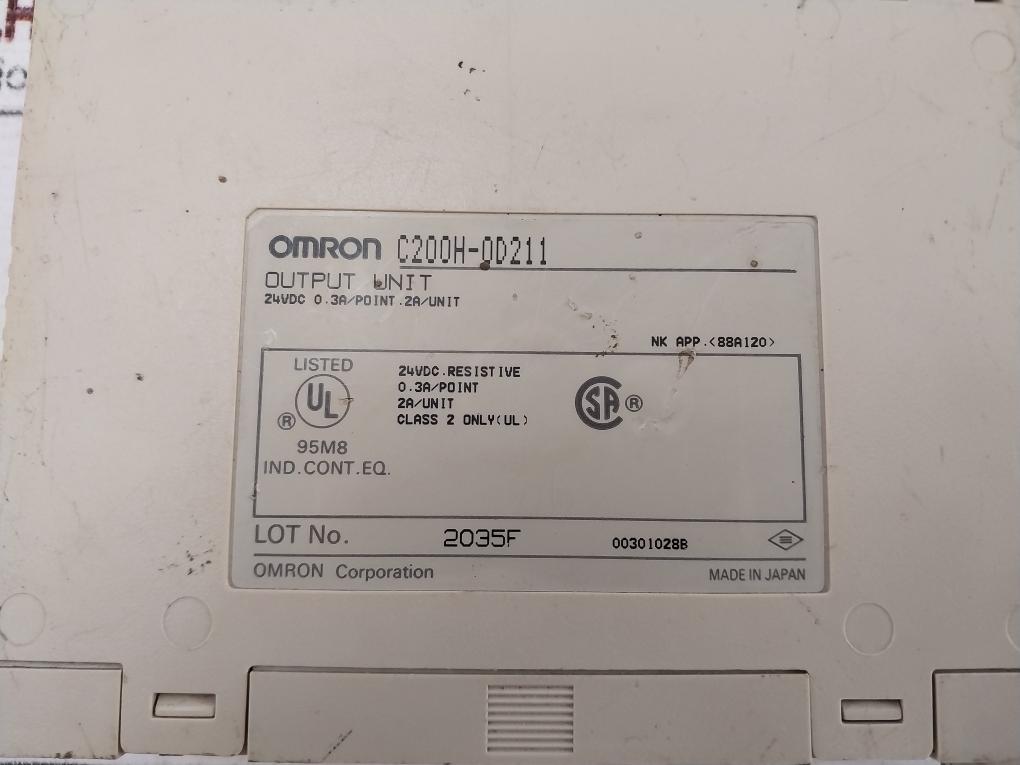 OMRON C200H-OD211
OUTPUT UNIT
24VDC 0.3A/POINT.2A/UNIT
NK APP.<88A120>
LISTED
UL
®
95M8
IND.CONT.EQ.
24VDC.RESISTIVE
0.3A/POINT
2A/UNIT
CLASS 2 ONLY(UL)
SA ®
LOT No. 2035F 00301028B
OMRON Corporation MADE IN JAPAN